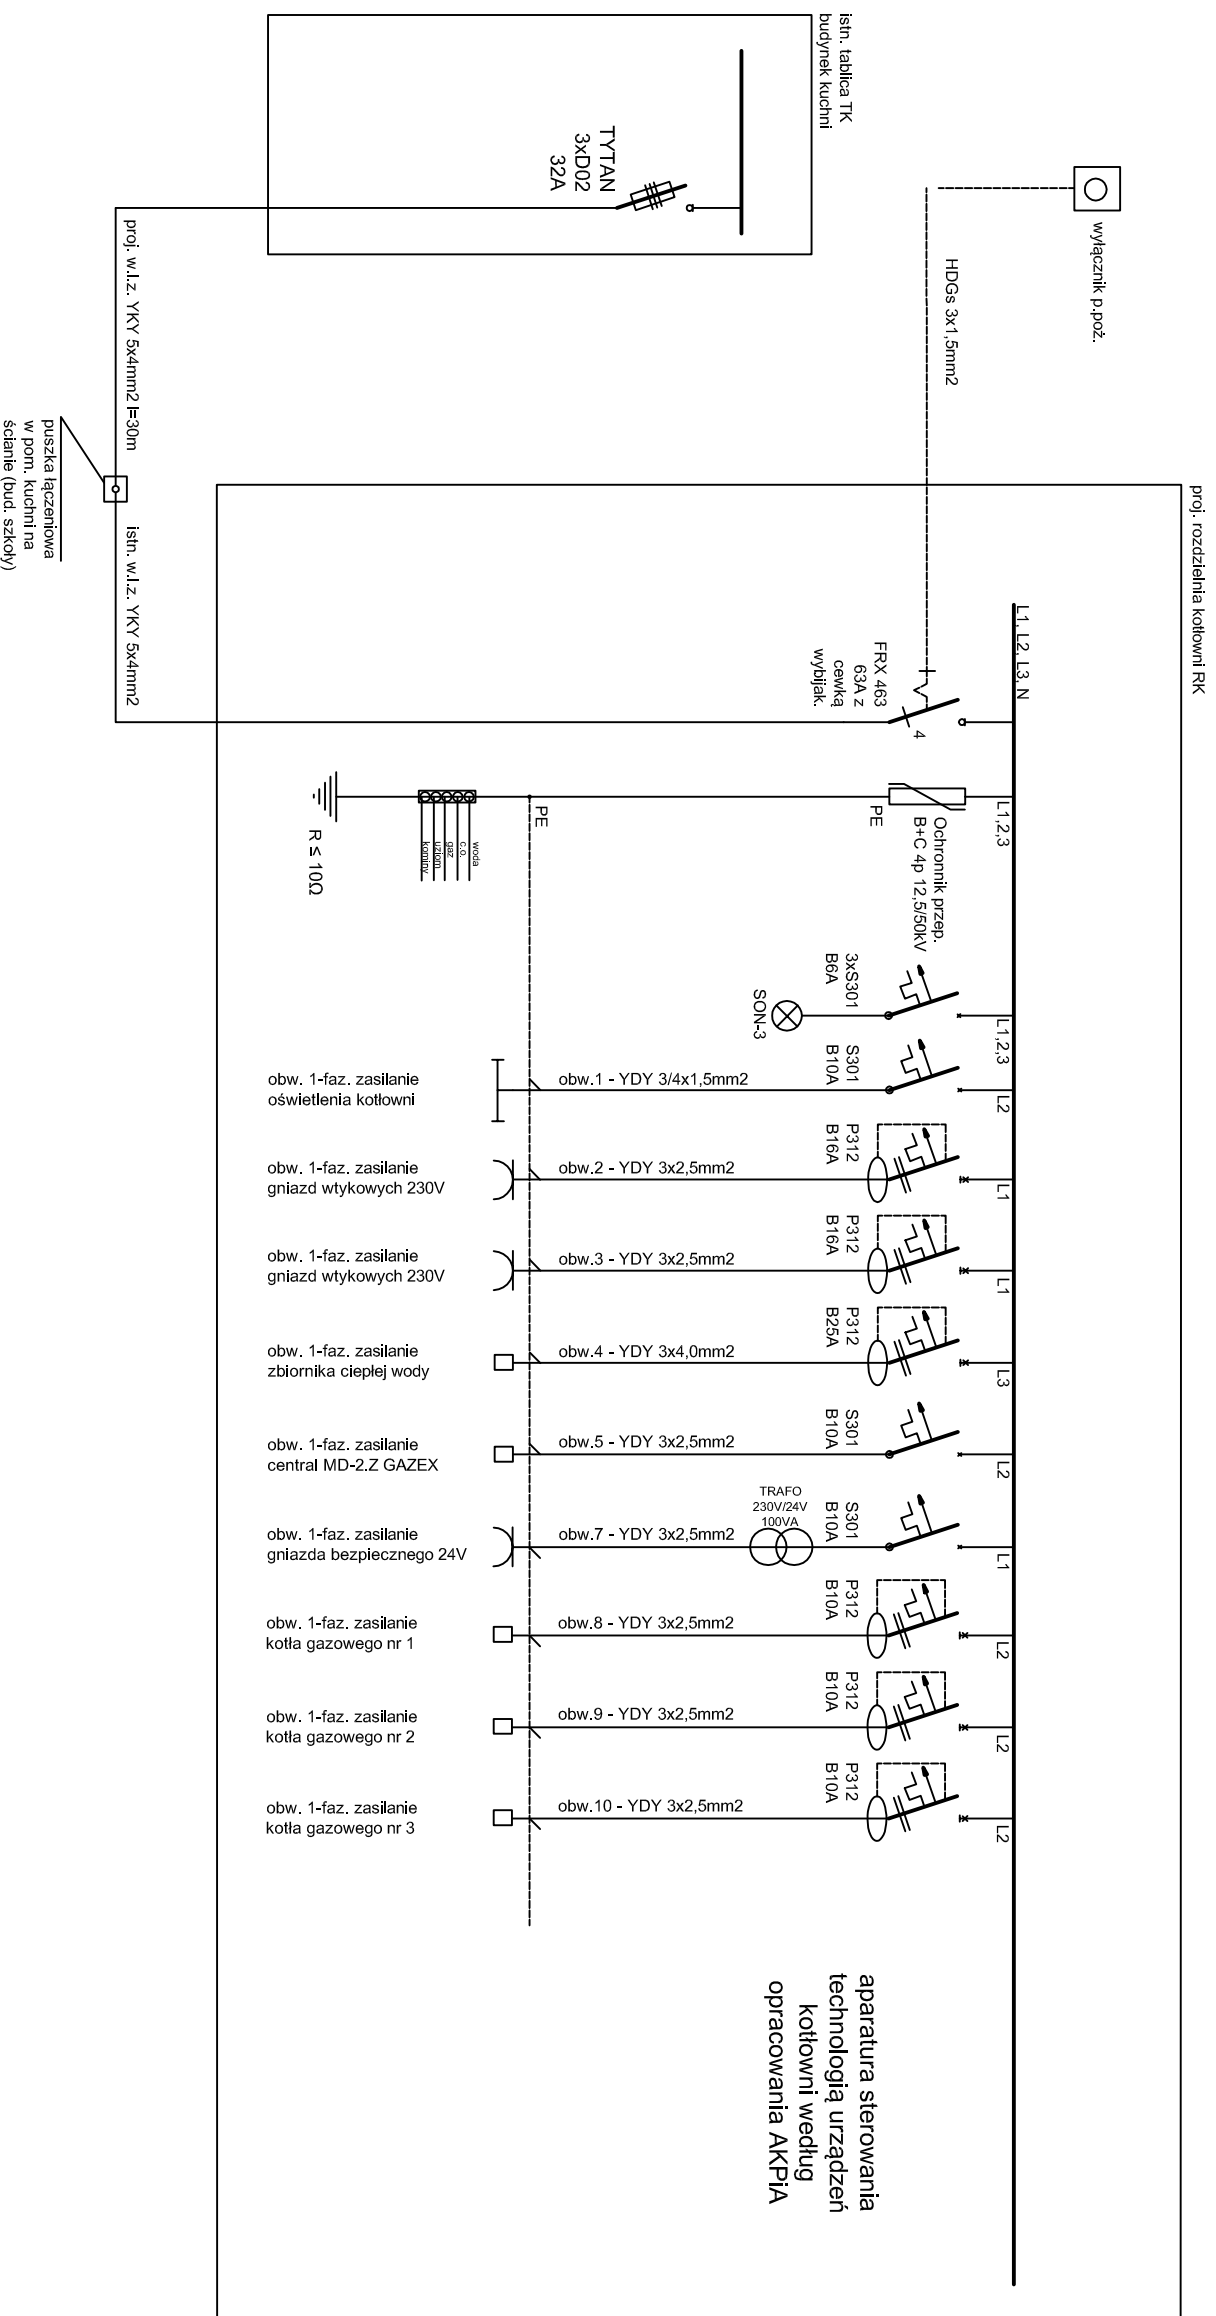 istn. tablica TK
budynek kuchni
TYTAN
3xD02
32A
wyłącznik p.poż.
HDGs 3x1,5mm2
proj. w.l.z. YKY 5x4mm2 l=30m
puszka łączeniowa
w pom. kuchni na
ścianie (bud. szkoły)
istn. w.l.z. YKY 5x4mm2
proj. rozdzielnia kotłowni RK
L1, L2, L3, N
FRX 463
63A z
cewką
wybijak.
4
L1,2,3
Ochronnik przep.
B+C 4p 12,5/50kV
PE
PE
woda
c.o.
gaz
uziom
kominy
R ≤ 10Ω
L1,2,3
3xS301
B6A
SON-3
L2
S301
B10A
obw.1 - YDY 3/4x1,5mm2
obw. 1-faz. zasilanie
oświetlenia kotłowni
L1
P312
B16A
obw.2 - YDY 3x2,5mm2
obw. 1-faz. zasilanie
gniazd wtykowych 230V
L1
P312
B16A
obw.3 - YDY 3x2,5mm2
obw. 1-faz. zasilanie
gniazd wtykowych 230V
L3
P312
B25A
obw.4 - YDY 3x4,0mm2
obw. 1-faz. zasilanie
zbiornika ciepłej wody
L2
S301
B10A
obw.5 - YDY 3x2,5mm2
obw. 1-faz. zasilanie
central MD-2.Z GAZEX
L1
S301
B10A
TRAFO
230V/24V
100VA
obw.7 - YDY 3x2,5mm2
obw. 1-faz. zasilanie
gniazda bezpiecznego 24V
L2
P312
B10A
obw.8 - YDY 3x2,5mm2
obw. 1-faz. zasilanie
kotła gazowego nr 1
L2
P312
B10A
obw.9 - YDY 3x2,5mm2
obw. 1-faz. zasilanie
kotła gazowego nr 2
L2
P312
B10A
obw.10 - YDY 3x2,5mm2
obw. 1-faz. zasilanie
kotła gazowego nr 3
aparatura sterowania
technologią urządzeń
kotłowni według
opracowania AKPiA